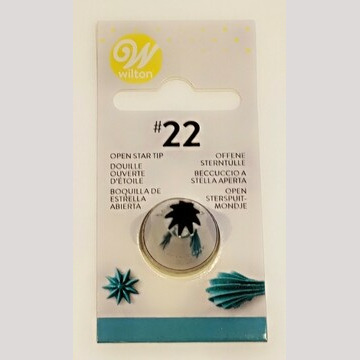 W
wilton
#22
OPEN STAR TIP
DOUILLE
OUVERTE
D'ÉTOILE
BOQUILLA DE
ESTRELLA
ABIERTA
OFFENE
STERNTÜLLE
BECCUCCIO A
STELLA APERTA
OPEN
STERSPUIT-
MONDJE